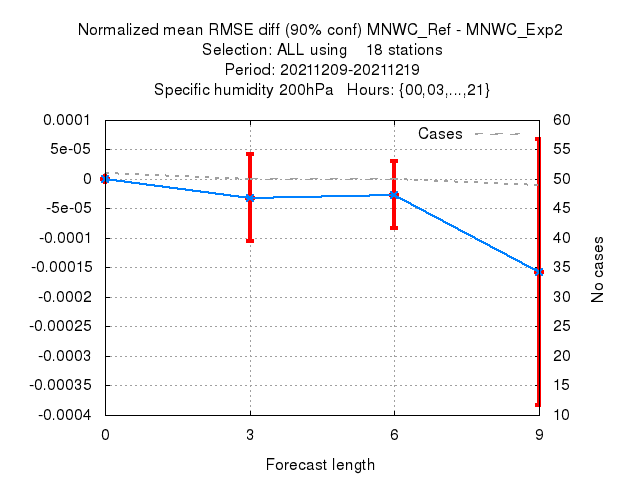 Normalized mean RMSE diff (90% conf) MNWC_Ref - MNWC_Exp2
Selection: ALL using    18 stations
Period: 20211209-20211219
Specific humidity 200hPa   Hours: {00,03,...,21}
Cases
0.0001
5e-05
0
-5e-05
-0.0001
-0.00015
-0.0002
-0.00025
-0.0003
-0.00035
-0.0004
60
55
50
45
40
35
30
25
20
15
10
No cases
0 3 6 9
Forecast length